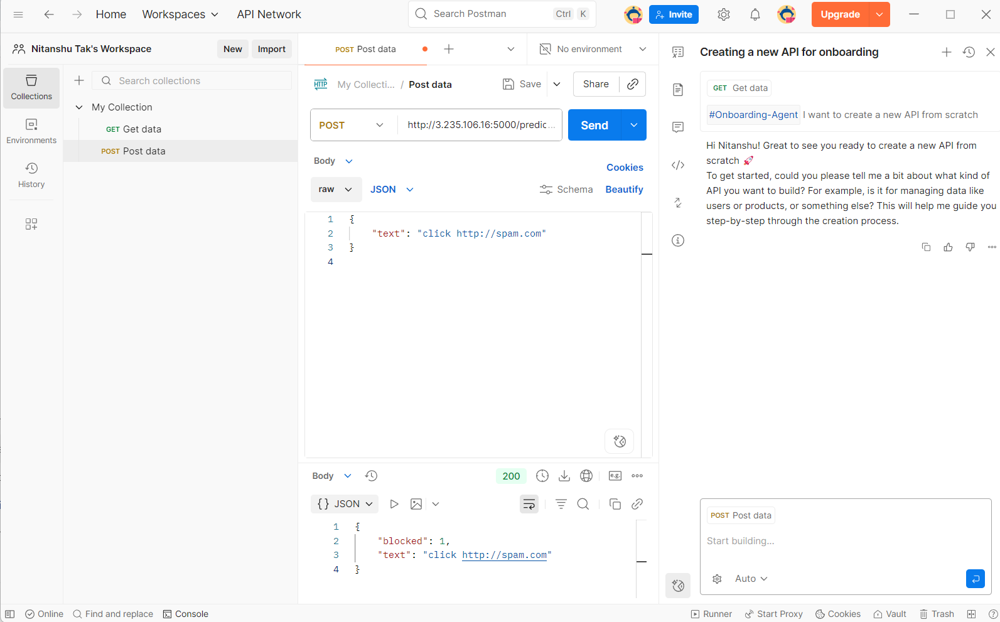 Home
Workspaces
API Network
Search Postman
Ctrl
K
Invite
Upgrade
Nitanshu Tak's Workspace
New
Import
Collections
Environments
History
Search collections
My Collection
GET Get data
POST Post data
POST Post data
No environment
HTTP
My Collecti... / Post data
Save
Share
POST
http://3.235.106.16:5000/predic...
Send
Body
Cookies
raw
JSON
Schema
Beautify
1 {
2 "text": "click http://spam.com"
3 }
4
Body
200
e.g.
{} JSON
1 {
2 "blocked": 1,
3 "text": "click http://spam.com"
4 }
Creating a new API for onboarding
GET Get data
#Onboarding-Agent I want to create a new API from scratch
Hi Nitanshu! Great to see you ready to create a new API from
scratch 🚀
To get started, could you please tell me a bit about what kind of
API you want to build? For example, is it for managing data like
users or products, or something else? This will help me guide you
step-by-step through the creation process.
POST Post data
Start building...
Auto
Online
Find and replace
Console
Runner
Start Proxy
Cookies
Vault
Trash